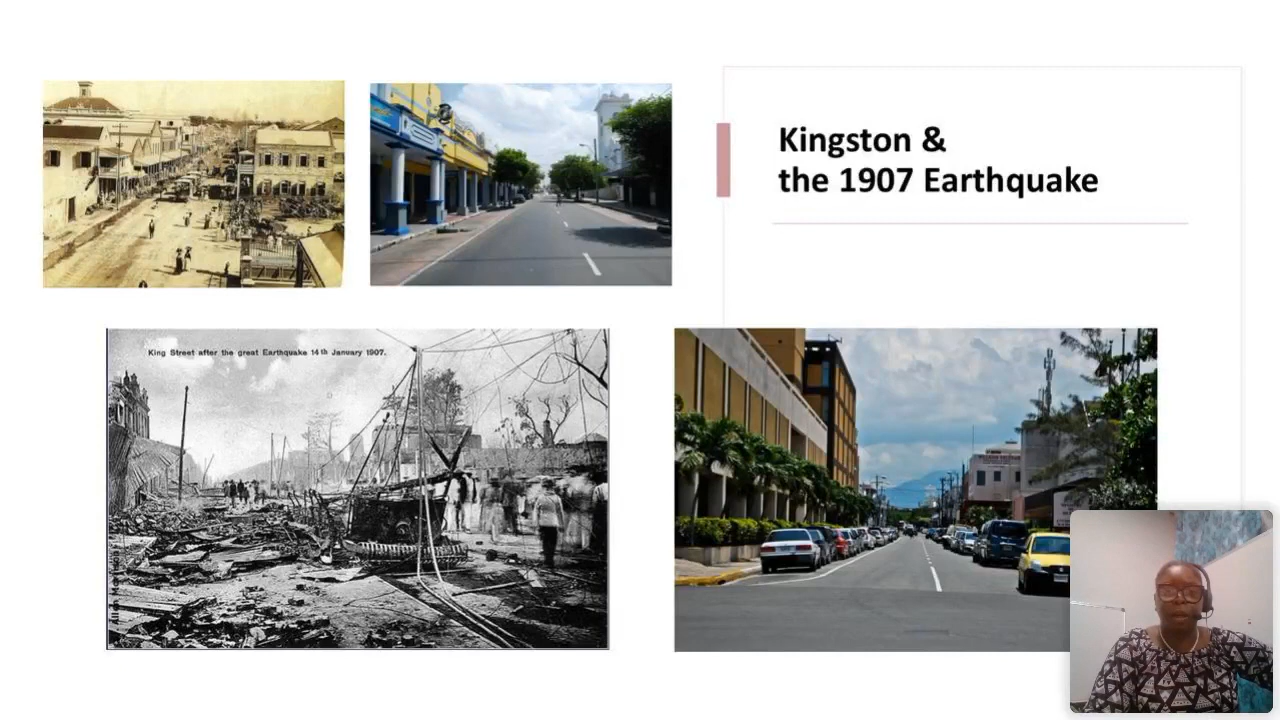 Kingston &
the 1907 Earthquake
King Street after the great Earthquake 14th January 1907.